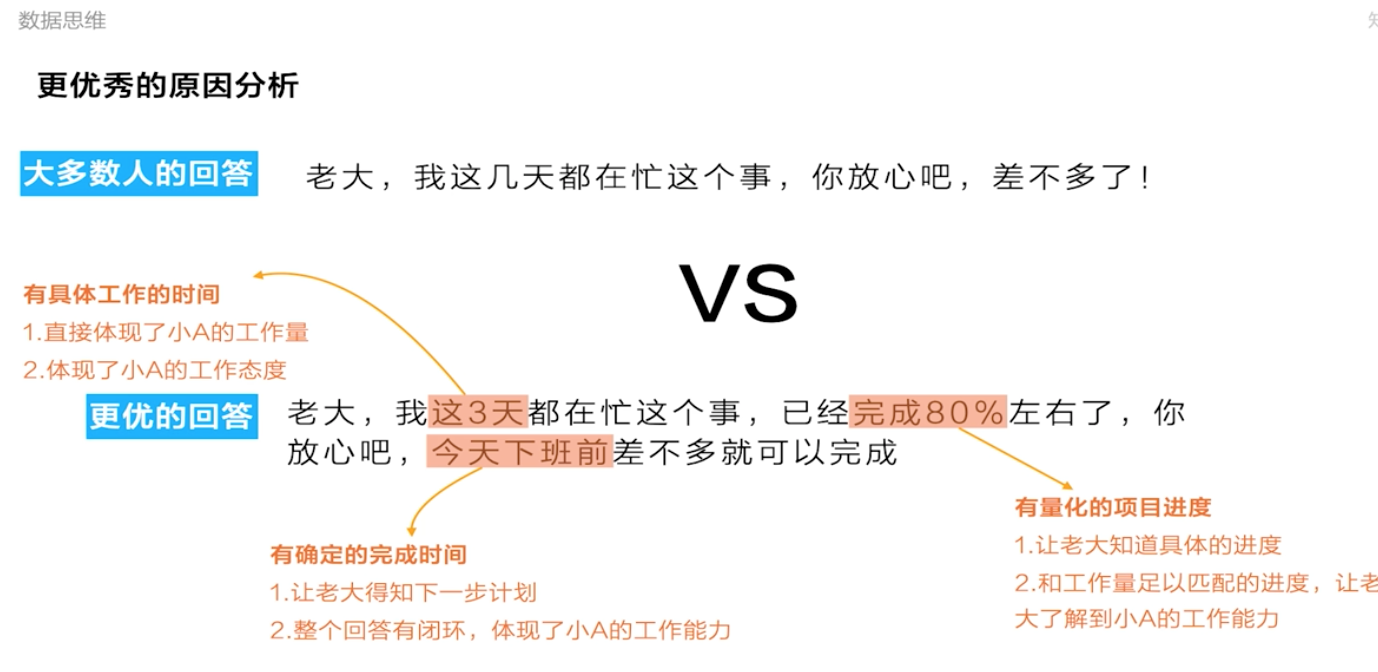 数据思维
更优秀的原因分析
大多数人的回答
老大，我这几天都在忙这个事，你放心吧，差不多了！
VS
有具体工作的时间
1.直接体现了小A的工作量
2.体现了小A的工作态度
更优的回答
老大，我这3天都在忙这个事，已经完成80%左右了，你
放心吧，今天下班前差不多就可以完成
有确定的完成时间
1.让老大得知下一步计划
2.整个回答有闭环，体现了小A的工作能力
有量化的项目进度
1.让老大知道具体的进度
2.和工作量足以匹配的进度，让老
大了解到小A的工作能力